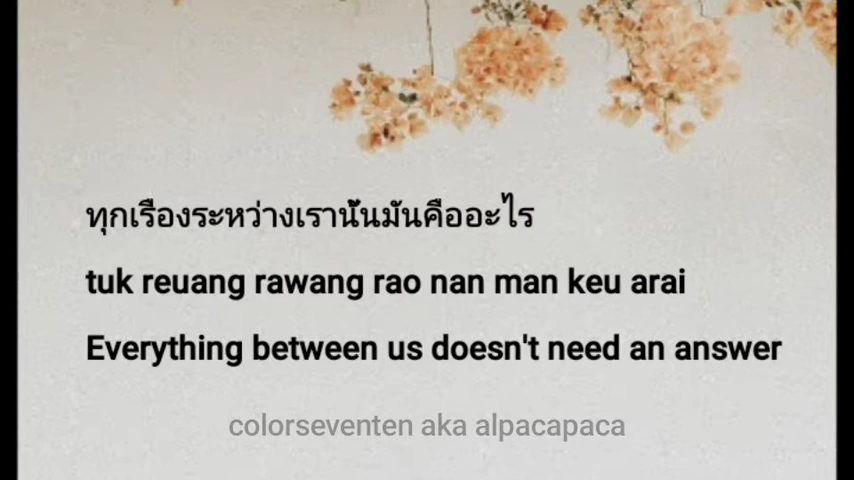 ทุกเรื่องระหว่างเรานั้นมันคืออะไร
tuk reuang rawang rao nan man keu arai
Everything between us doesn't need an answer
colorseventen aka alpacapaca